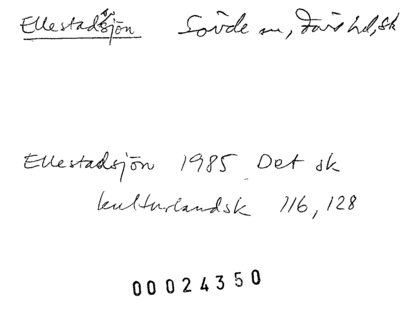 Ellestadsjön Sövde sn, Färs hd, Sk
Ellestadsjön 1985 Det sk
kulturlandsk 116, 128
00024350